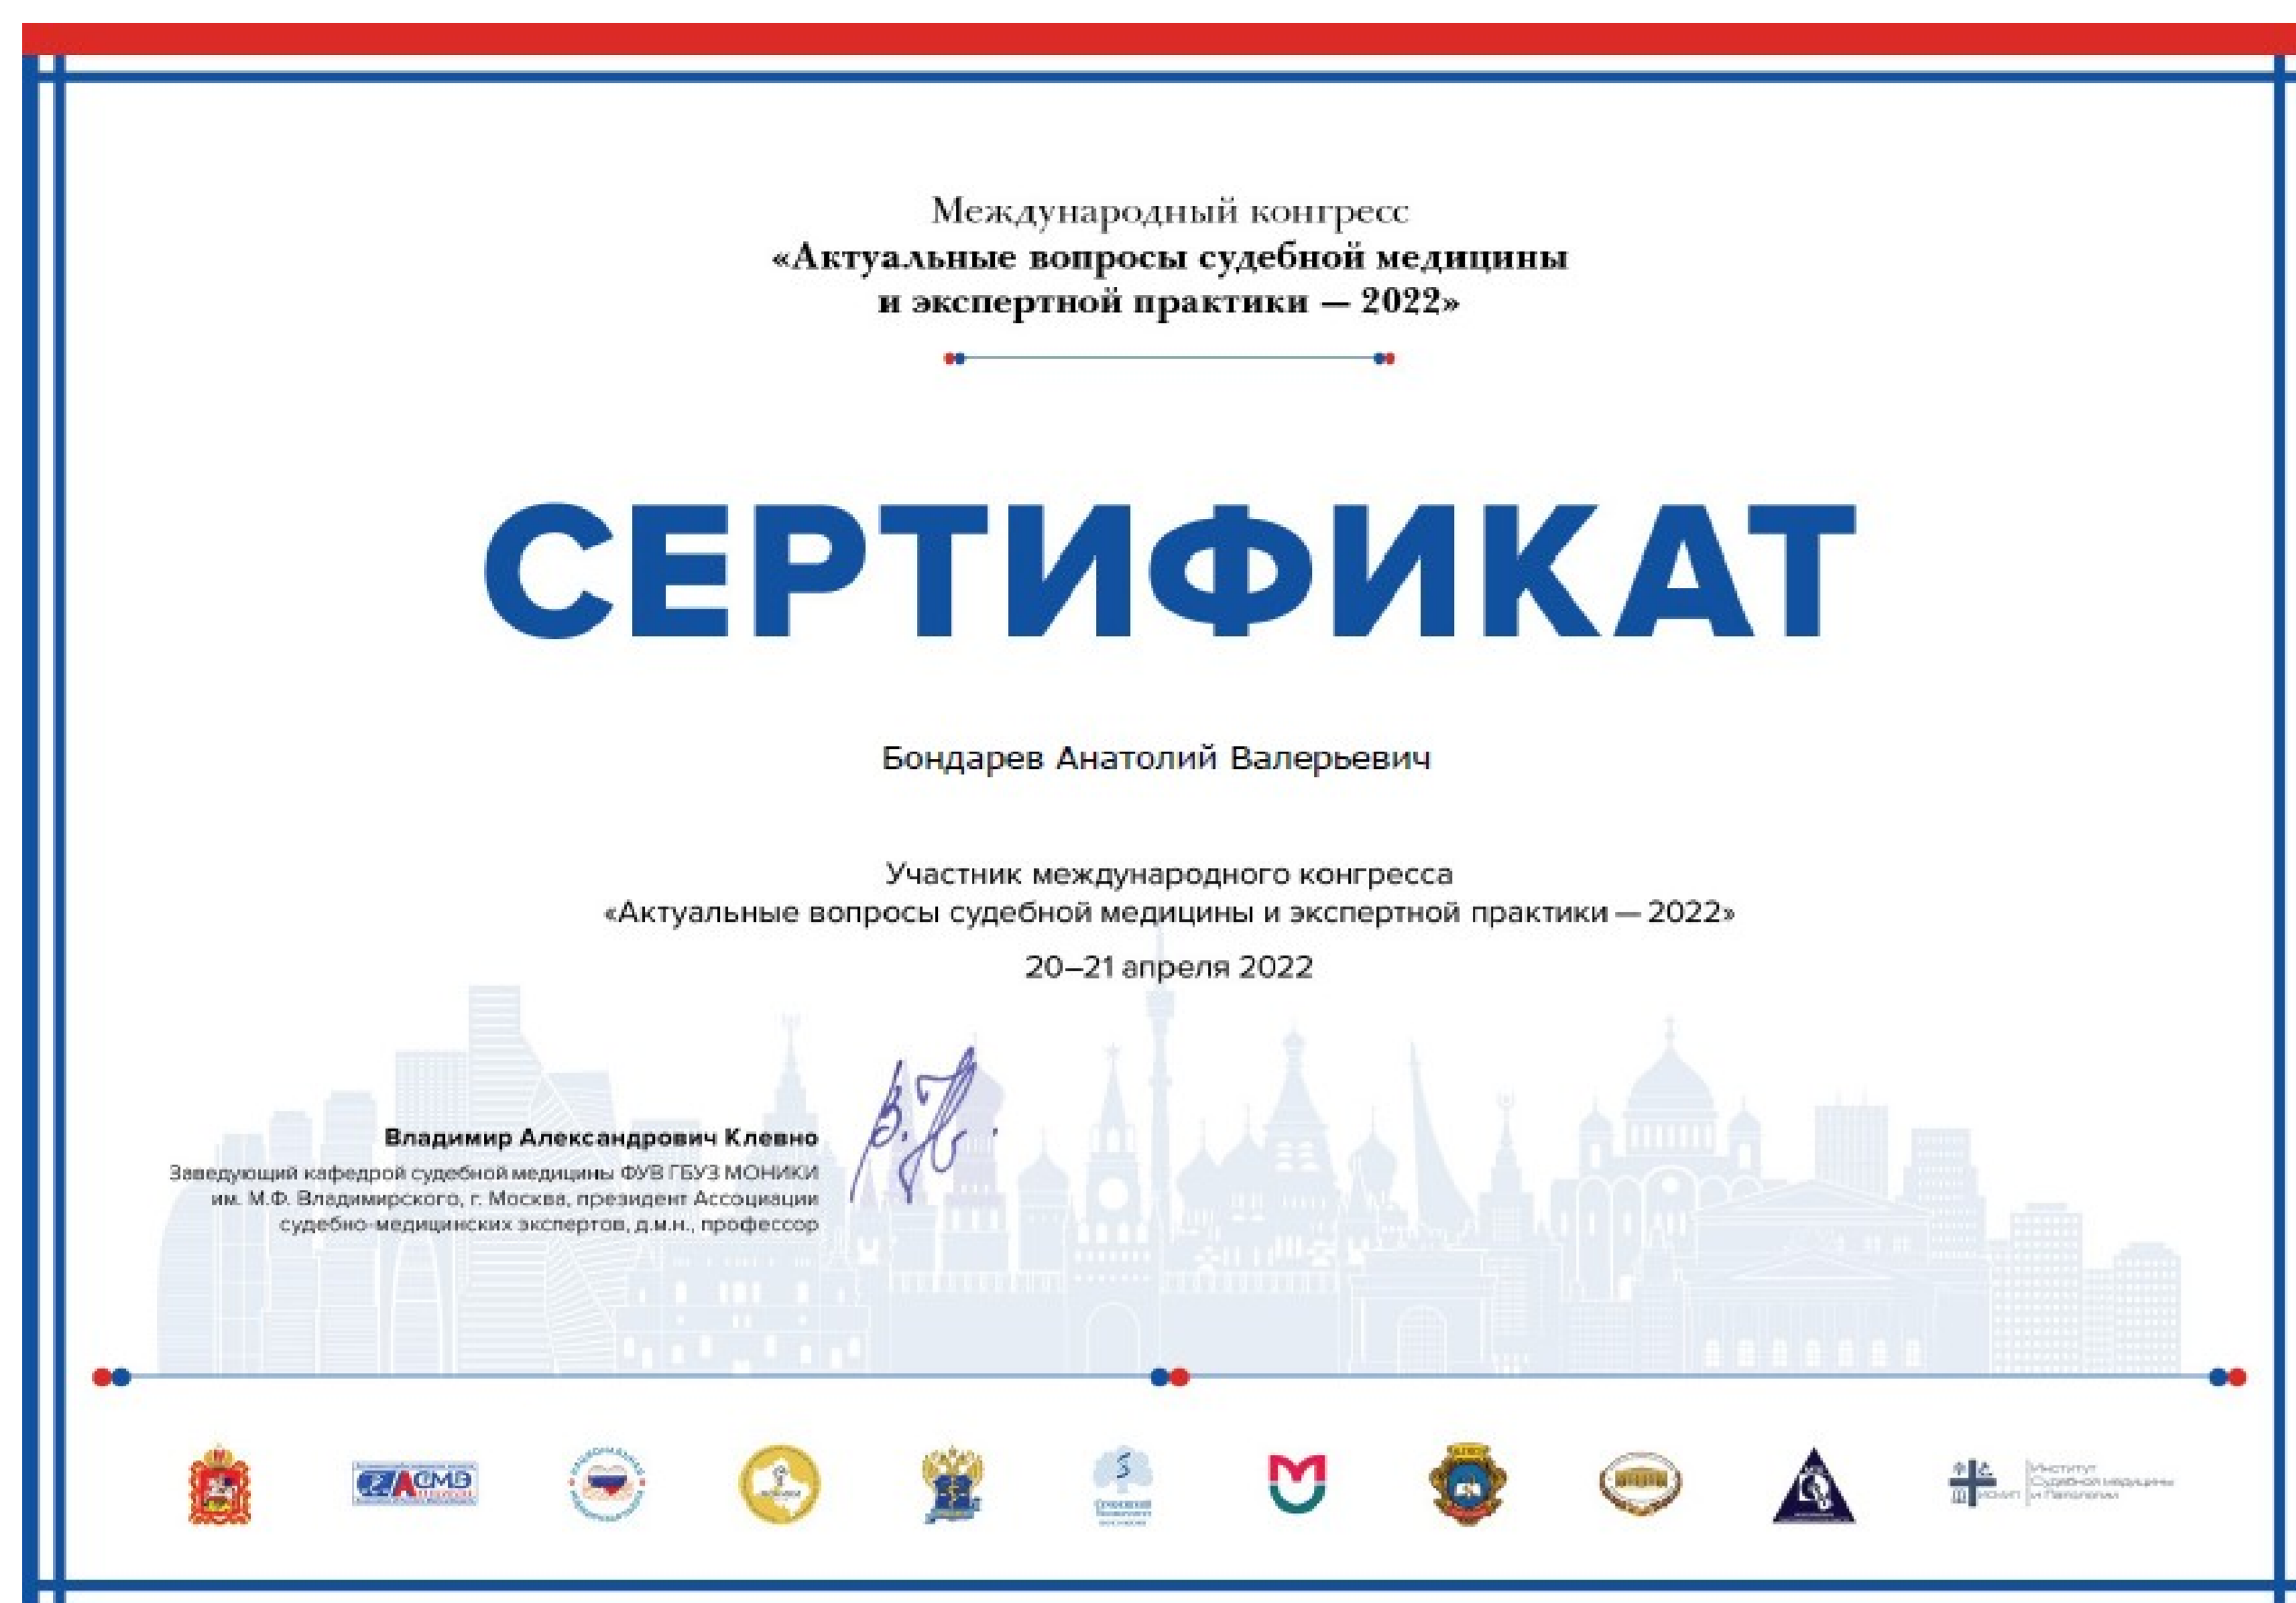 Международный конгресс
«Актуальные вопросы судебной медицины
и экспертной практики — 2022»
СЕРТИФИКАТ
Бондарев Анатолий Валерьевич
Участник международного конгресса
«Актуальные вопросы судебной медицины и экспертной практики — 2022»
20–21 апреля 2022
Владимир Александрович Клевно
Заведующий кафедрой судебной медицины ФУВ ГБУЗ МОНИКИ
им. М.Ф. Владимирского, г. Москва, президент Ассоциации
судебно-медицинских экспертов, д.м.н., профессор
АСМЭ
Институт
Судебной медицины
и Патологии